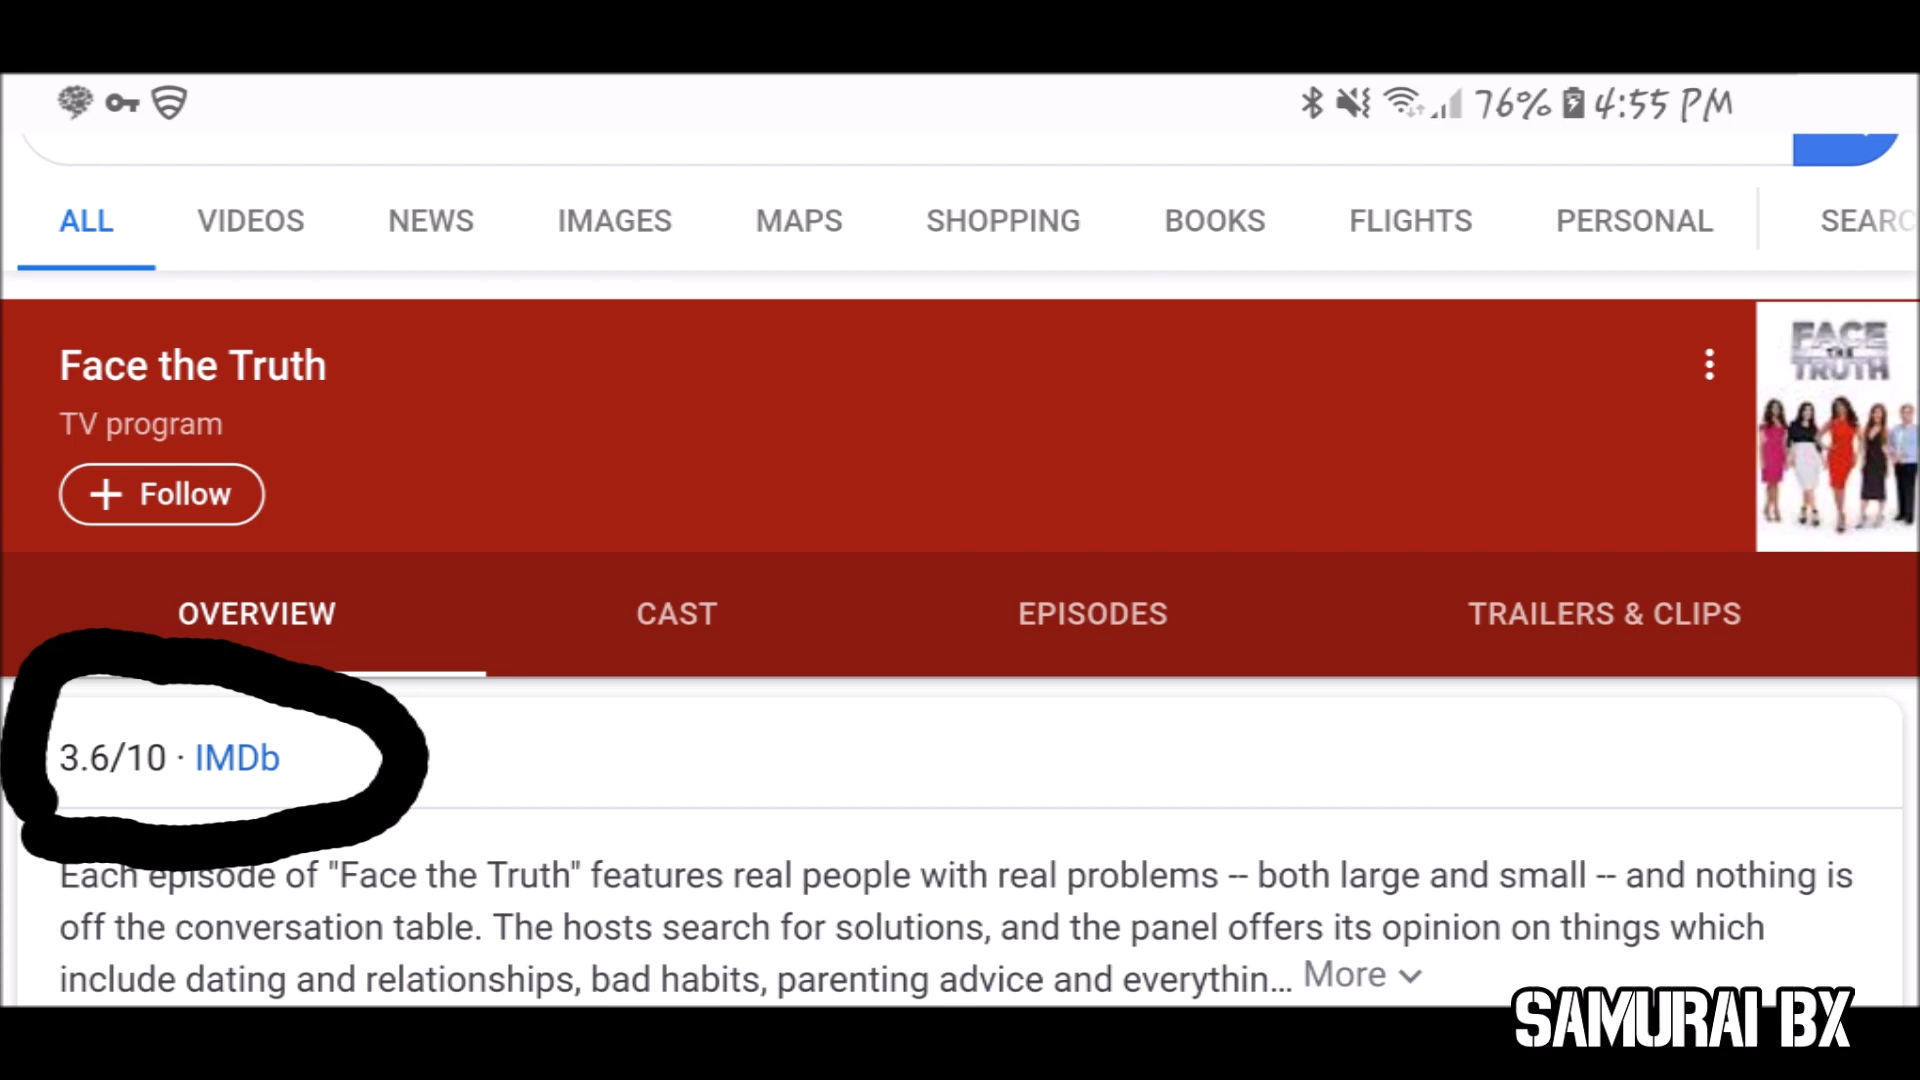 76% 4:55 PM
ALL VIDEOS NEWS IMAGES MAPS SHOPPING BOOKS FLIGHTS PERSONAL SEARC
Face the Truth
TV program
Follow
FACE
THE
TRUTH
OVERVIEW CAST EPISODES TRAILERS & CLIPS
3.6/10 · IMDb
Each episode of "Face the Truth" features real people with real problems -- both large and small -- and nothing is
off the conversation table. The hosts search for solutions, and the panel offers its opinion on things which
include dating and relationships, bad habits, parenting advice and everythin... More
SAMURAI BX